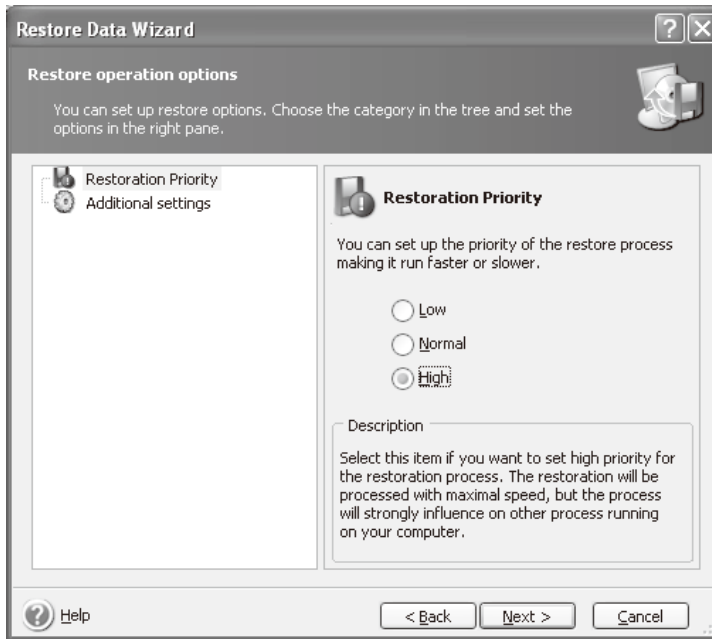 Restore Data Wizard
Restore operation options
You can set up restore options. Choose the category in the tree and set the
options in the right pane.
Restoration Priority
Additional settings
Restoration Priority
You can set up the priority of the restore process
making it run faster or slower.
Low
Normal
High
Description
Select this item if you want to set high priority for
the restoration process. The restoration will be
processed with maximal speed, but the process
will strongly influence on other process running
on your computer.
Help
< Back
Next >
Cancel